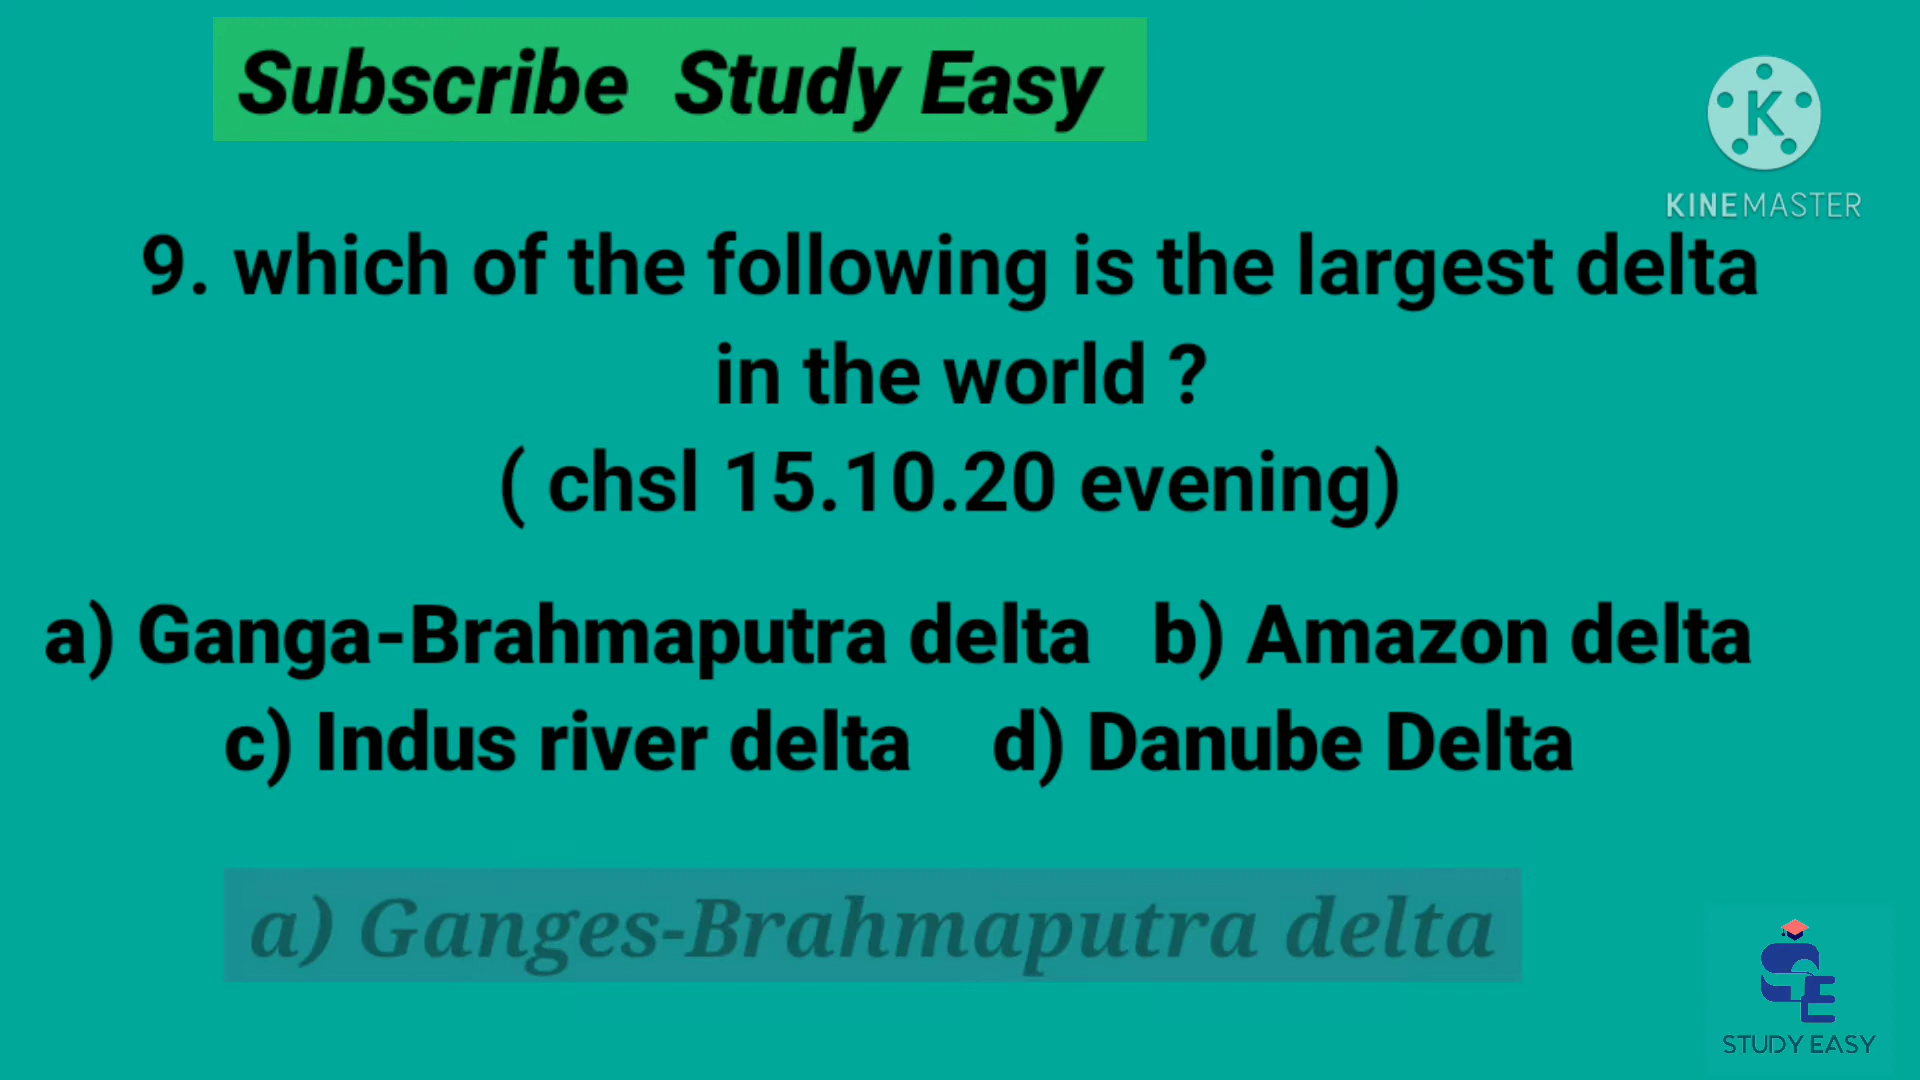 Subscribe Study Easy
K
KINEMASTER
9. which of the following is the largest delta
in the world ?
( chsl 15.10.20 evening)
a) Ganga-Brahmaputra delta b) Amazon delta
c) Indus river delta d) Danube Delta
a) Ganges-Brahmaputra delta
SE
STUDY EASY